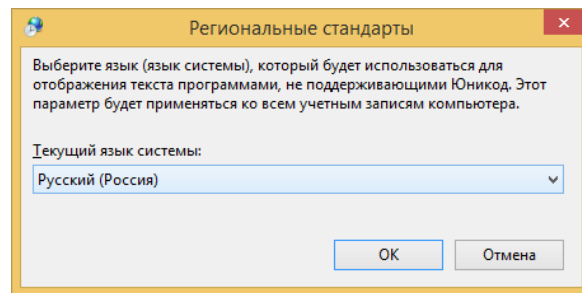 Региональные стандарты
Выберите язык (язык системы), который будет использоваться для
отображения текста программами, не поддерживающими Юникод. Этот
параметр будет применяться ко всем учетным записям компьютера.
Текущий язык системы:
Русский (Россия)
ОК Отмена